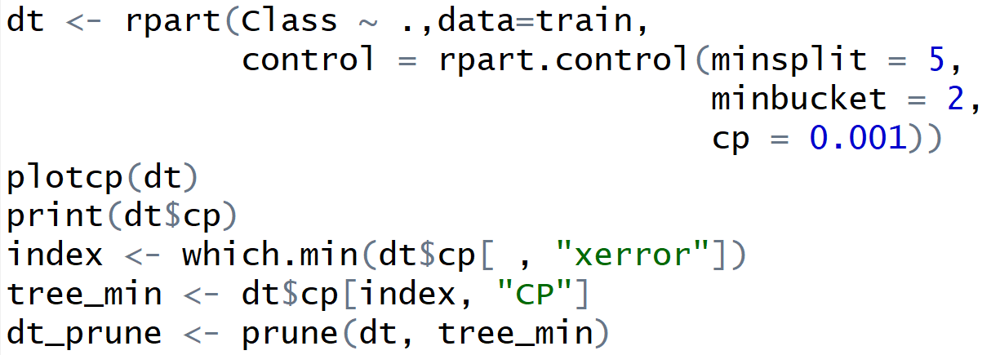 dt <- rpart(Class ~ .,data=train,
control = rpart.control(minsplit = 5,
minbucket = 2,
cp = 0.001))
plotcp(dt)
print(dt$cp)
index <- which.min(dt$cp[ , "xerror"])
tree_min <- dt$cp[index, "CP"]
dt_prune <- prune(dt, tree_min)